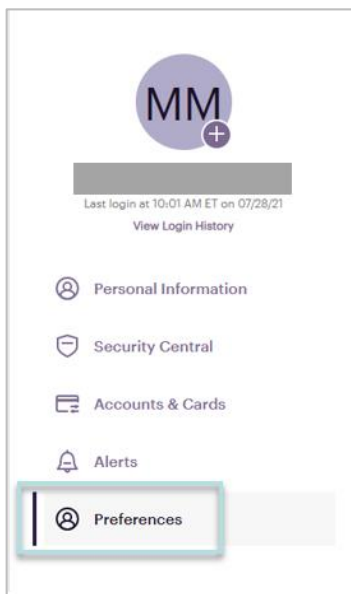 MM
Last login at 10:01 AM ET on 07/28/21
View Login History
Personal Information
Security Central
Accounts & Cards
Alerts
Preferences